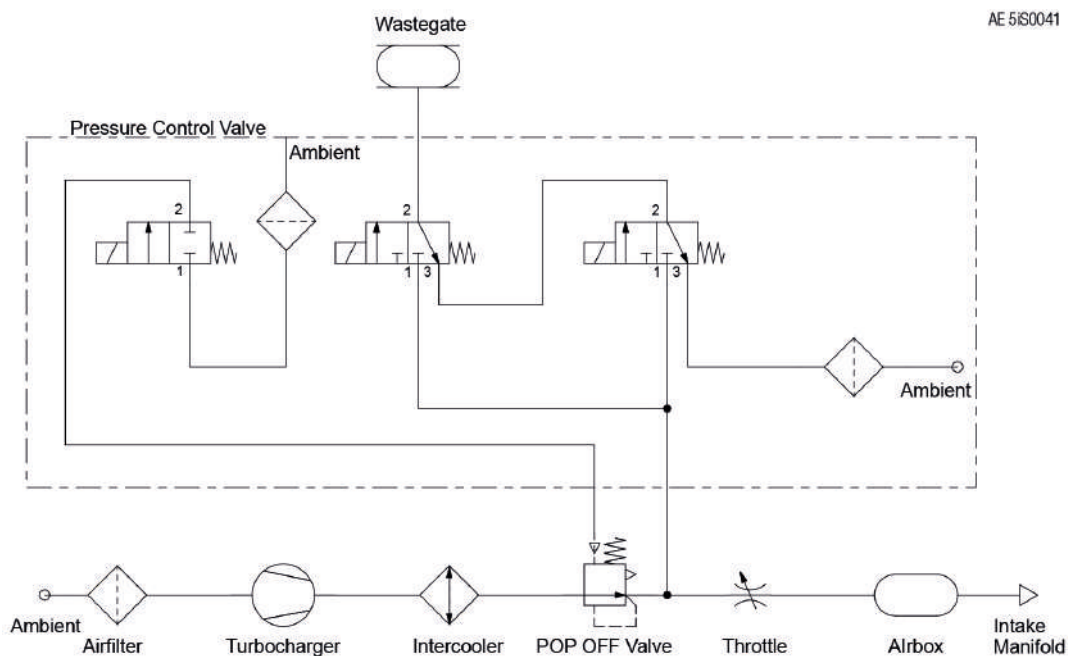 AE 5iS0041
Wastegate
Pressure Control Valve
Ambient
2
2
2
1
1 3
1 3
Ambient
Ambient
Airfilter
Turbocharger
Intercooler
POP OFF Valve
Throttle
AIrbox
Intake
Manifold